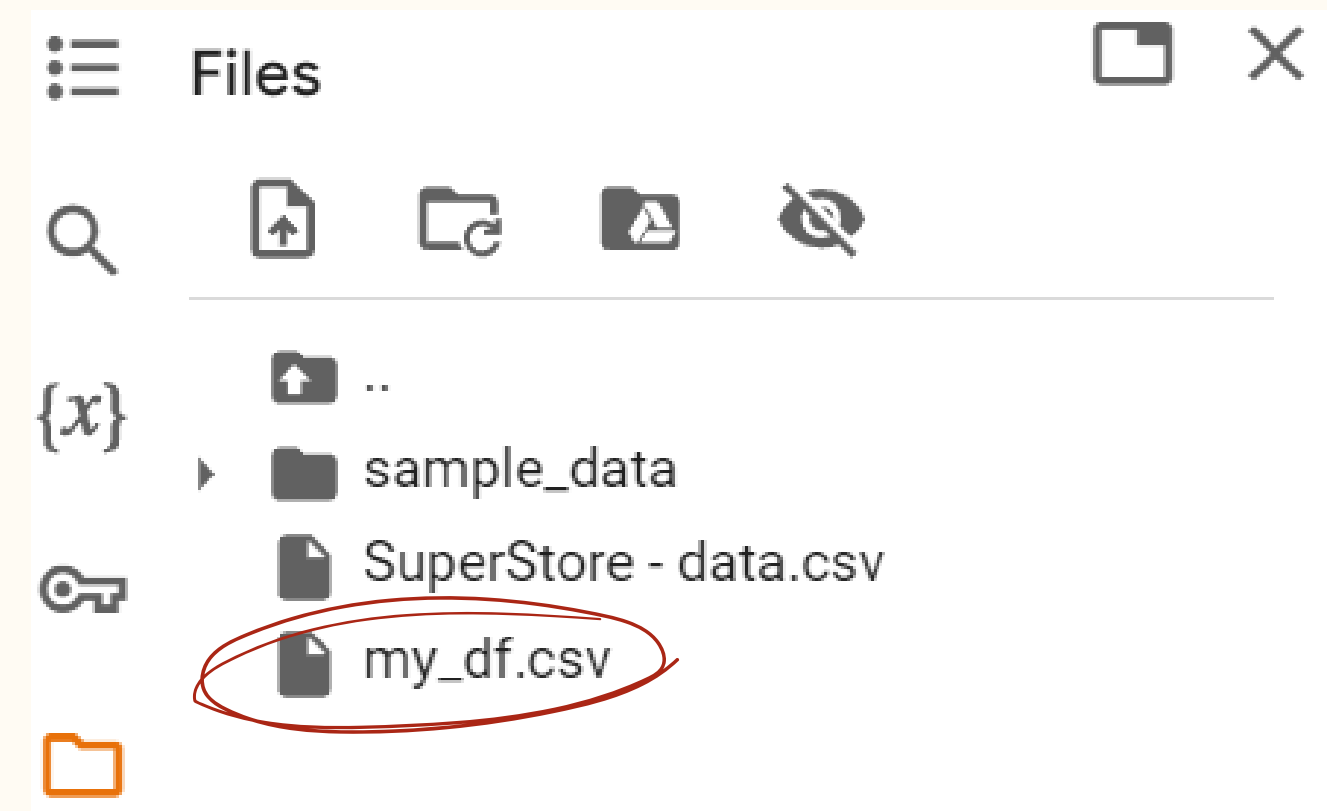 Files
{x}
..
sample_data
SuperStore - data.csv
my_df.csv